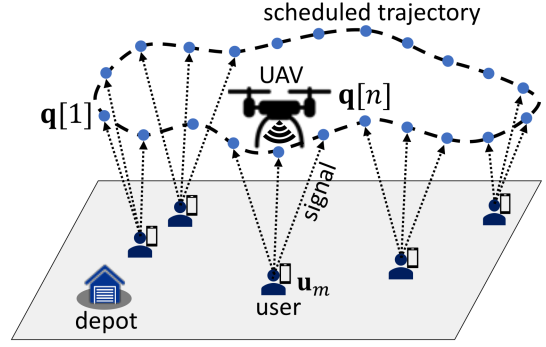 scheduled trajectory
UAV
q[1]
q[n]
signal
u_m
user
depot